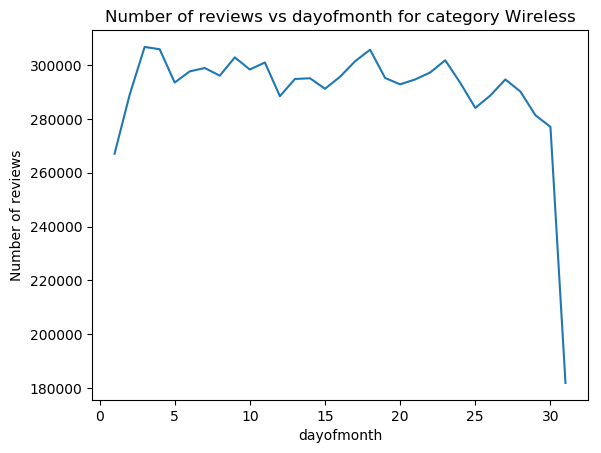 Number of reviews vs dayofmonth for category Wireless
Number of reviews
300000
280000
260000
240000
220000
200000
180000
0 5 10 15 20 25 30
dayofmonth